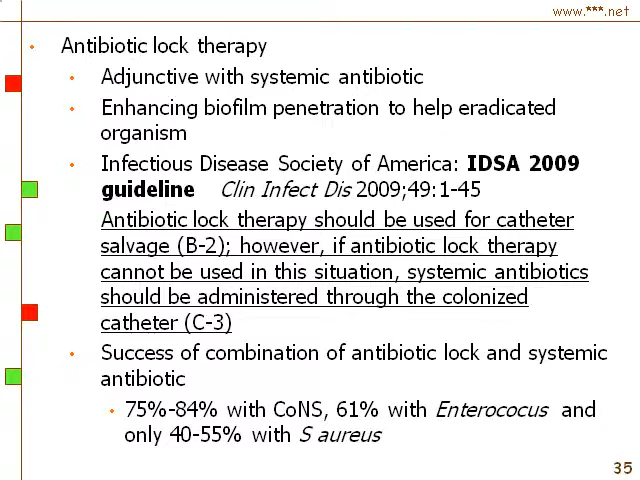 www.***.net
• Antibiotic lock therapy
• Adjunctive with systemic antibiotic
• Enhancing biofilm penetration to help eradicated
organism
• Infectious Disease Society of America: IDSA 2009
guideline Clin Infect Dis 2009;49:1-45
Antibiotic lock therapy should be used for catheter
salvage (B-2); however, if antibiotic lock therapy
cannot be used in this situation, systemic antibiotics
should be administered through the colonized
catheter (C-3)
• Success of combination of antibiotic lock and systemic
antibiotic
• 75%-84% with CoNS, 61% with Enterococus and
only 40-55% with S aureus
35